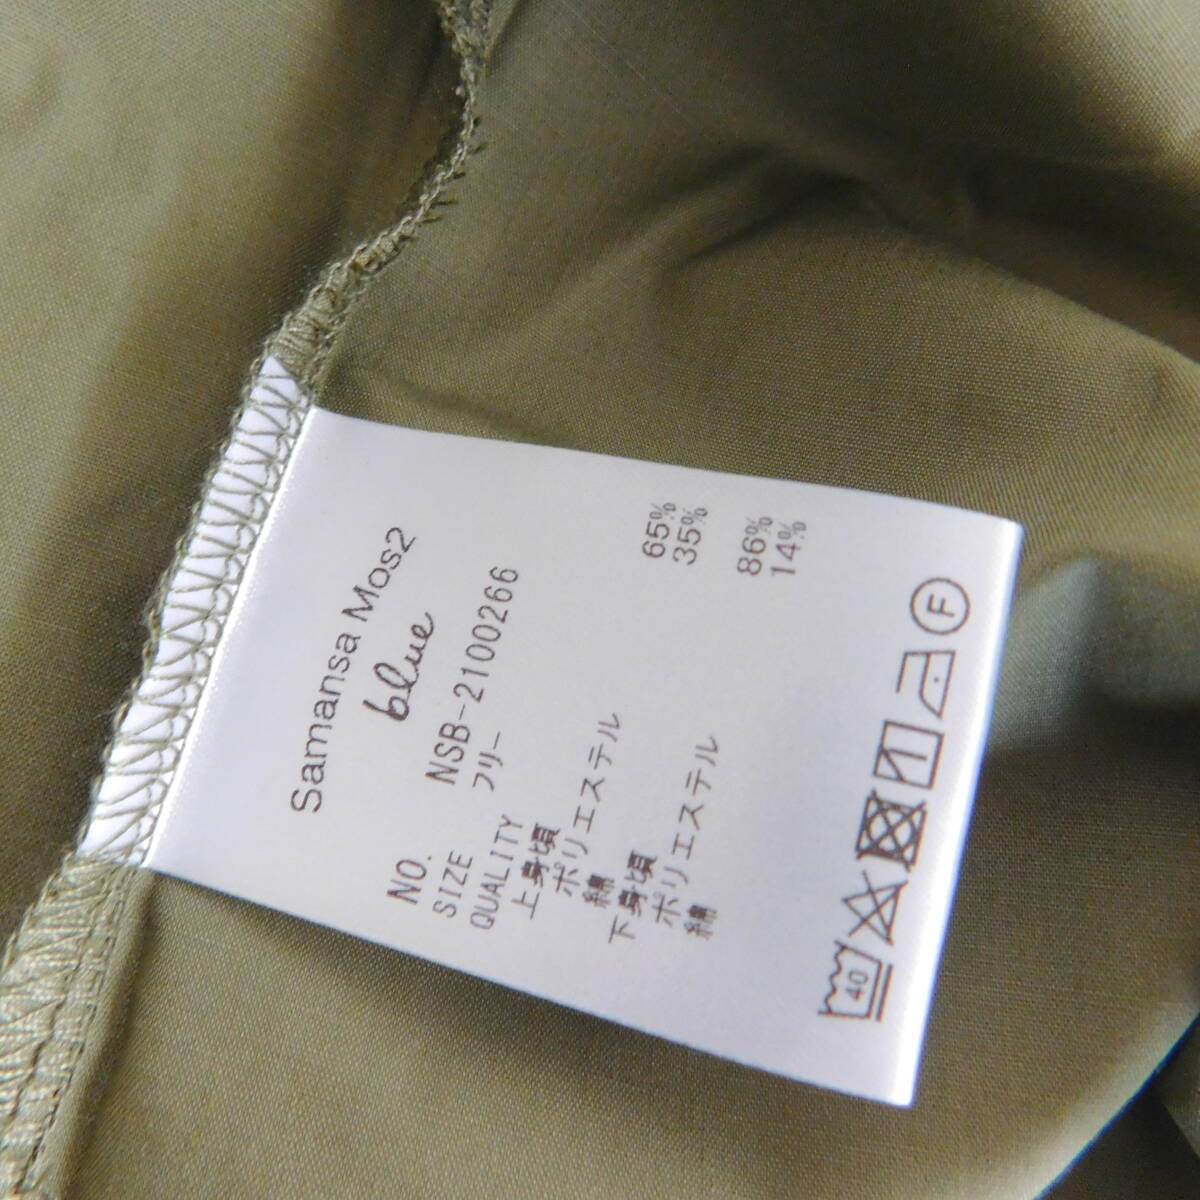 Samansa Mos2
blue
NO. NSB-2100266
SIZE フリー
QUALITY
上身頃
ポリエステル 65%
綿 35%
下身頃
ポリエステル 86%
綿 14%
40 F